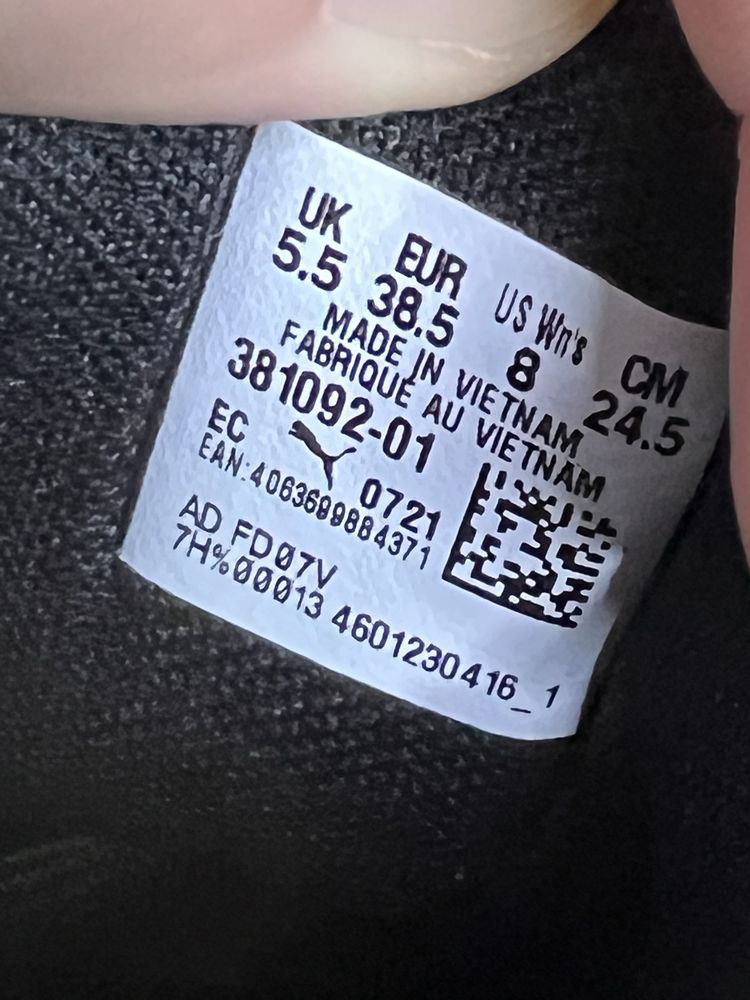 UK EUR US Wn's CM
5.5 38.5 8 24.5
MADE IN VIETNAM
FABRIQUÉ AU VIETNAM
381092-01
EC 0721
EAN:4063699884371
AD FD07V
7H%00013 4601230416_1